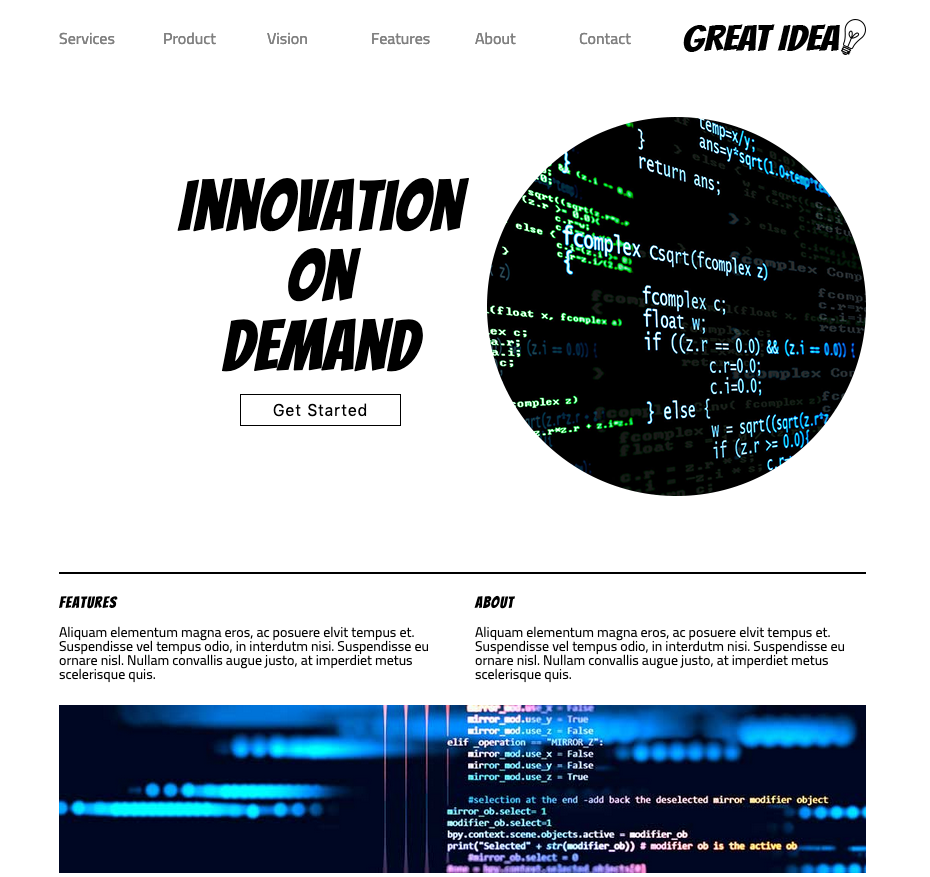 Services Product Vision Features About Contact GREAT IDEA
INNOVATION
ON
DEMAND
Get Started
temp=x/y;
ans=y*sqrt(1.0+temp*te
}
return ans;
else {
fcomplex Csqrt(fcomplex z)
{
fcomplex c;
float w;
if ((z.r == 0.0) && (z.i == 0.0)) {
c.r=0.0;
c.i=0.0;
} else {
w = sqrt((sqrt(z.r*z
if (z.r >= 0.0){
(float x, fcomplex a)
FEATURES
Aliquam elementum magna eros, ac posuere elvit tempus et.
Suspendisse vel tempus odio, in interdutm nisi. Suspendisse eu
ornare nisl. Nullam convallis augue justo, at imperdiet metus
scelerisque quis.
ABOUT
Aliquam elementum magna eros, ac posuere elvit tempus et.
Suspendisse vel tempus odio, in interdutm nisi. Suspendisse eu
ornare nisl. Nullam convallis augue justo, at imperdiet metus
scelerisque quis.
mirror_mod.use_x = False
mirror_mod.use_y = True
mirror_mod.use_z = False
elif _operation == "MIRROR_Z":
mirror_mod.use_x = False
mirror_mod.use_y = False
mirror_mod.use_z = True
#selection at the end -add back the deselected mirror modifier object
mirror_ob.select= 1
modifier_ob.select=1
bpy.context.scene.objects.active = modifier_ob
print("Selected" + str(modifier_ob)) # modifier ob is the active ob
#mirror_ob.select = 0
= bpy.context.selected_objects[0]